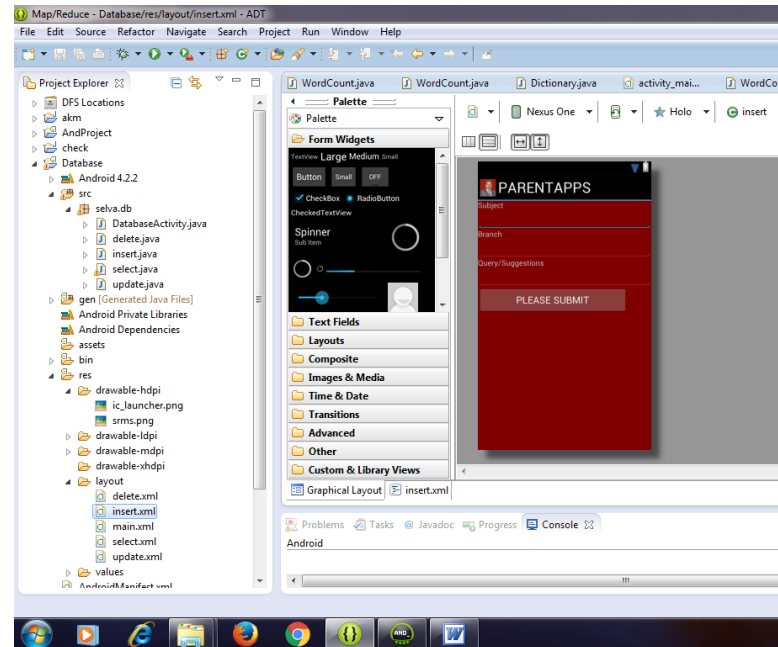 Map/Reduce - Database/res/layout/insert.xml - ADT
File Edit Source Refactor Navigate Search Project Run Window Help
Project Explorer
DFS Locations
akm
AndProject
check
Database
Android 4.2.2
src
selva.db
DatabaseActivity.java
delete.java
insert.java
select.java
update.java
gen [Generated Java Files]
Android Private Libraries
Android Dependencies
assets
bin
res
drawable-hdpi
ic_launcher.png
srms.png
drawable-ldpi
drawable-mdpi
drawable-xhdpi
layout
delete.xml
insert.xml
main.xml
select.xml
update.xml
values
AndroidManifest.xml
WordCount.java WordCount.java Dictionary.java activity_mai... WordCo
Palette
Palette
Form Widgets
TextView Large Medium Small
Button Small OFF
CheckBox RadioButton
CheckedTextView
Spinner
Sub Item
Text Fields
Layouts
Composite
Images & Media
Time & Date
Transitions
Advanced
Other
Custom & Library Views
Graphical Layout insert.xml
Nexus One Holo insert
PARENTAPPS
Subject
Branch
Query/Suggestions
PLEASE SUBMIT
Problems @ Javadoc Tasks Progress Console
Android